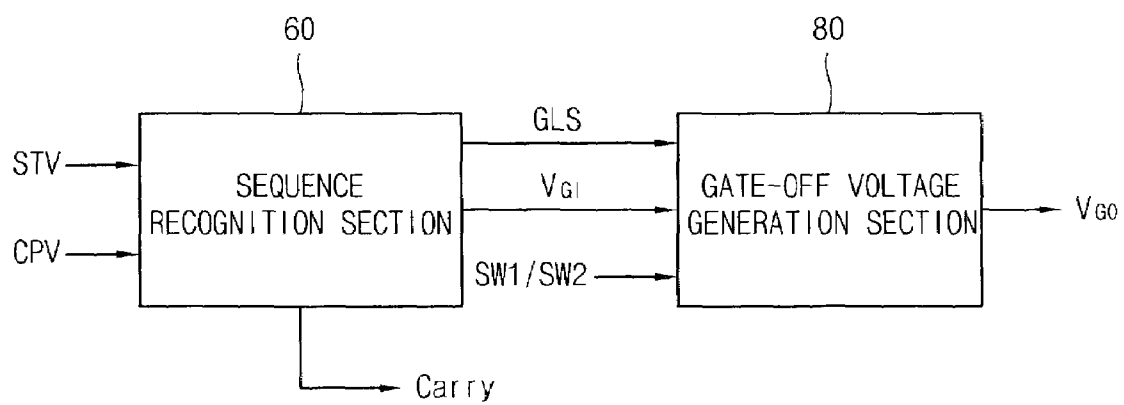 60
80
STV
CPV
SEQUENCE
RECOGNITION SECTION
GLS
VGI
SW1/SW2
GATE-OFF VOLTAGE
GENERATION SECTION
VGO
Carry